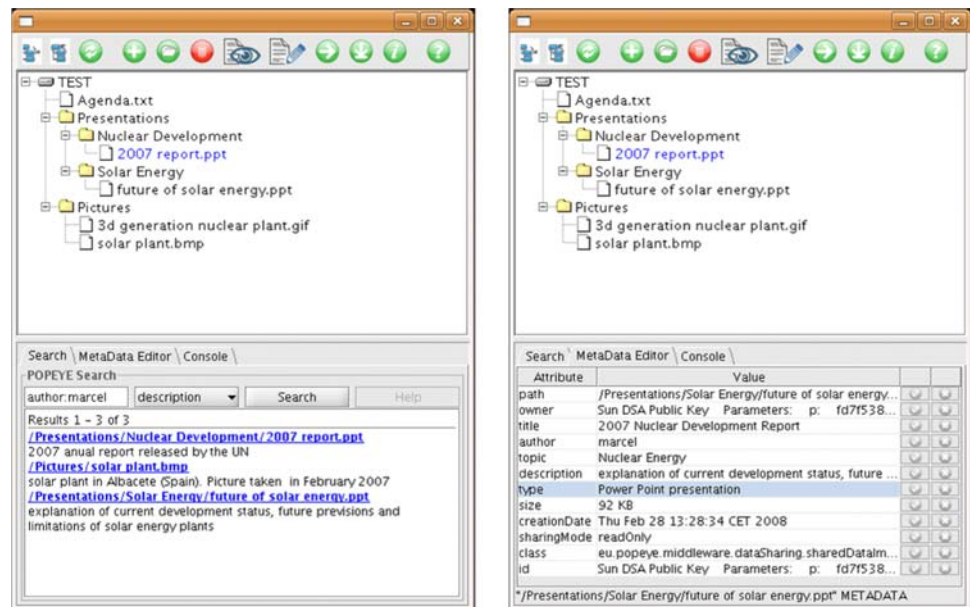 TEST
Agenda.txt
Presentations
Nuclear Development
2007 report.ppt
Solar Energy
future of solar energy.ppt
Pictures
3d generation nuclear plant.gif
solar plant.bmp
Search MetaData Editor Console
POPEYE Search
author:marcel description Search Help
Results 1 - 3 of 3
/Presentations/Nuclear Development/2007 report.ppt
2007 anual report released by the UN
/Pictures/solar plant.bmp
solar plant in Albacete (Spain). Picture taken in February 2007
/Presentations/Solar Energy/future of solar energy.ppt
explanation of current development status, future previsions and
limitations of solar energy plants
TEST
Agenda.txt
Presentations
Nuclear Development
2007 report.ppt
Solar Energy
future of solar energy.ppt
Pictures
3d generation nuclear plant.gif
solar plant.bmp
Search MetaData Editor Console
Attribute Value
path /Presentations/Solar Energy/future of solar energy...
owner Sun DSA Public Key Parameters: p: fd7f538...
title 2007 Nuclear Development Report
author marcel
topic Nuclear Energy
description explanation of current development status, future ...
type Power Point presentation
size 92 KB
creationDate Thu Feb 28 13:28:34 CET 2008
sharingMode readOnly
class eu.popeye.middleware.dataSharing.sharedDataIm...
id Sun DSA Public Key Parameters: p: fd7f538...
"/Presentations/Solar Energy/future of solar energy.ppt" METADATA